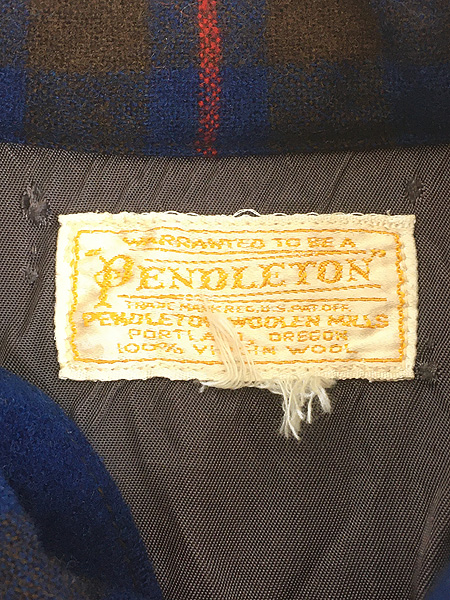 WARRANTED TO BE A
"PENDLETON"
TRADE MARK REG. U.S. PAT. OFF.
PENDLETON WOOLEN MILLS
PORTLAND, OREGON
100% VIRGIN WOOL